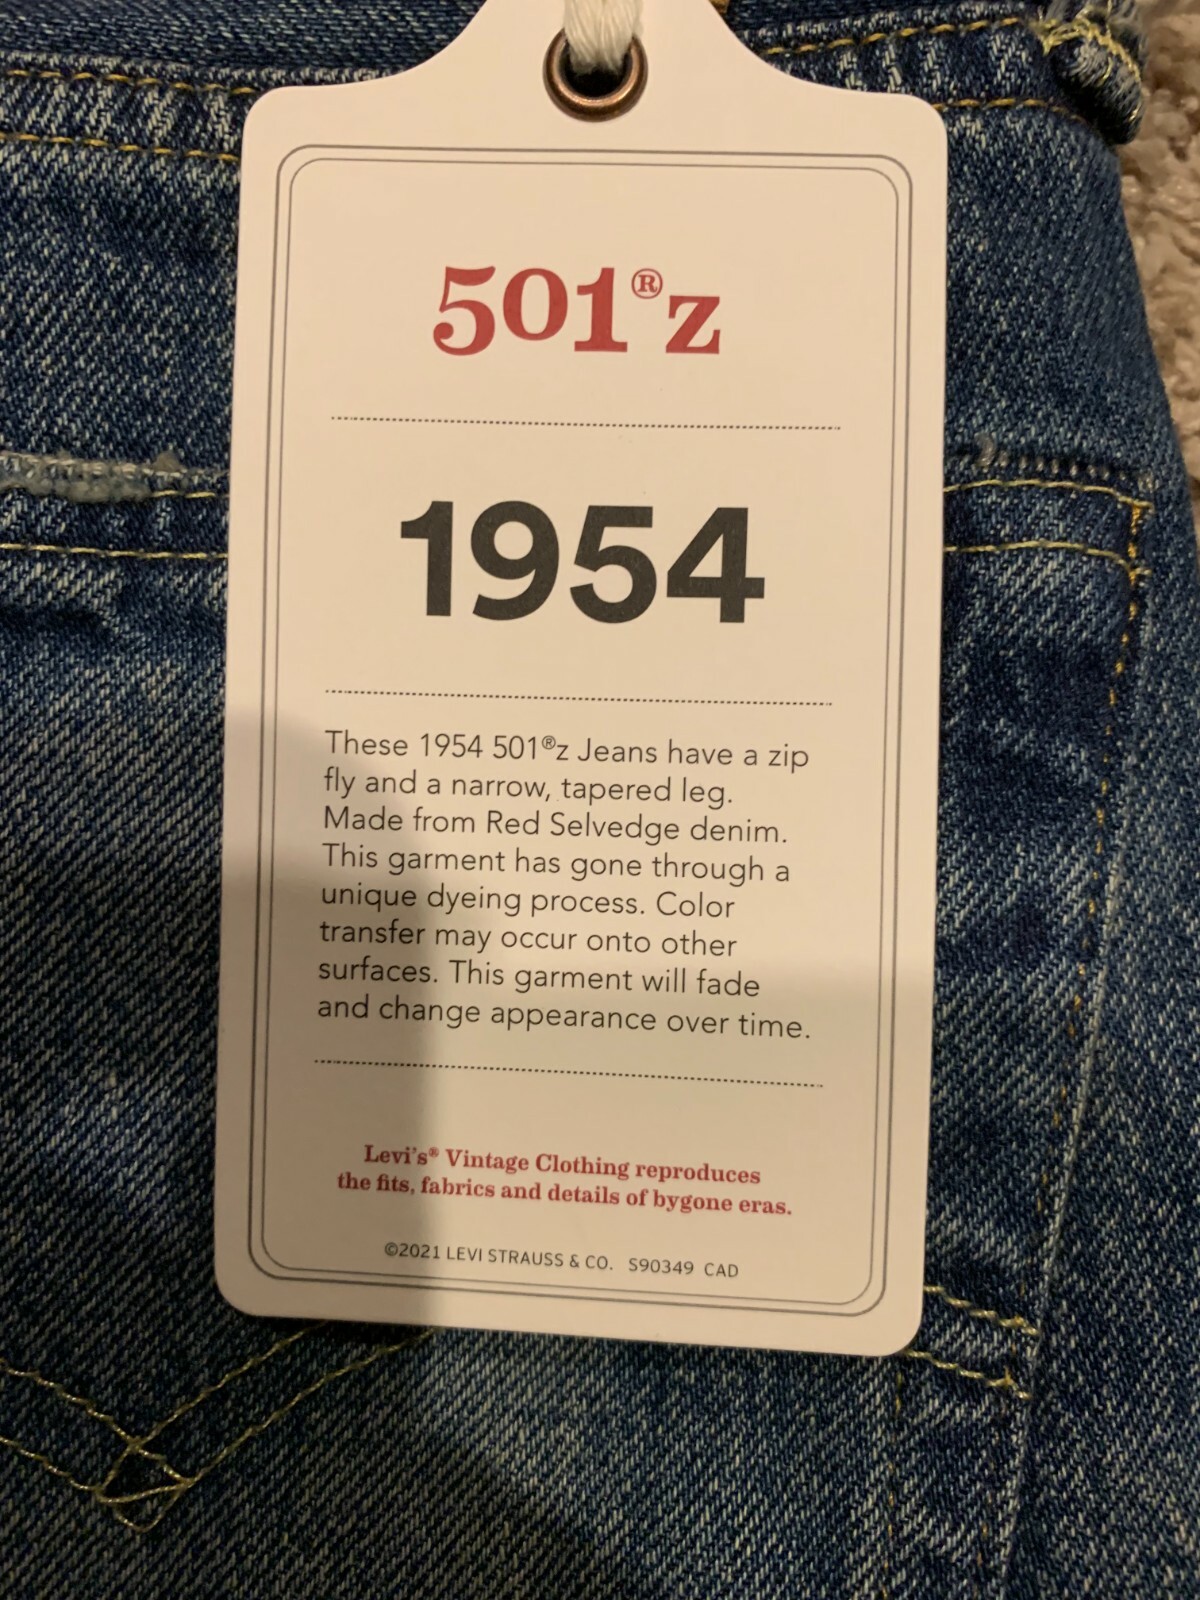 501®z
1954
These 1954 501®z Jeans have a zip
fly and a narrow, tapered leg.
Made from Red Selvedge denim.
This garment has gone through a
unique dyeing process. Color
transfer may occur onto other
surfaces. This garment will fade
and change appearance over time.
Levi's® Vintage Clothing reproduces
the fits, fabrics and details of bygone eras.
©2021 LEVI STRAUSS & CO. S90349 CAD